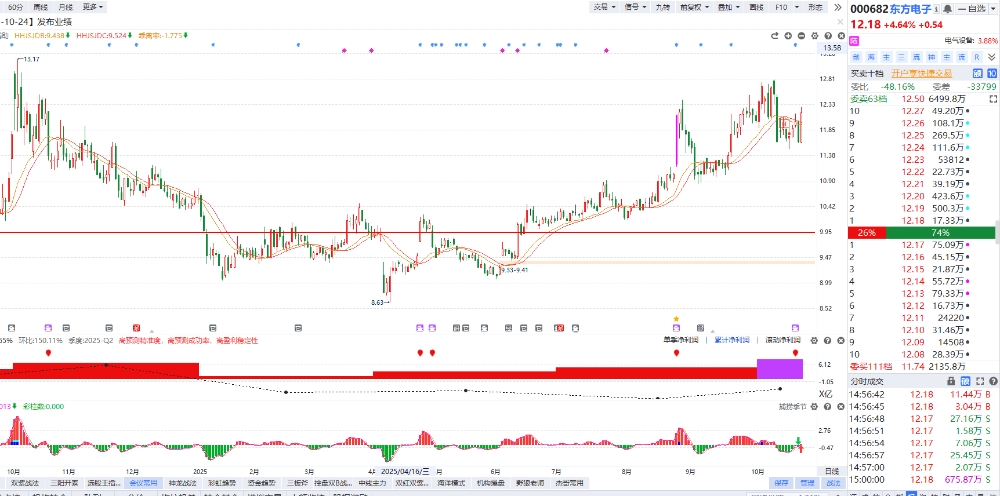 60分 周线 月线 更多 交易 信号 九转 前复权 叠加 画线 F10 形态
-10-24】发布业绩
HHJSJDB:9.438 HHJSJDC:9.524 乖离率:-1.775
13.58
12.81
12.33
11.85
11.38
10.90
10.42
9.95
9.47
8.99
8.52
13.17
9.33-9.41
8.63
55% 环比:150.11% 季度:2025-Q2 高预测精准度，高预测成功率，高盈利稳定性 单季净利润 累计净利润 滚动净利润
6.12
-1.05
X亿
013 彩柱数:0.000 捕捞季节
2.76
-0.47
10月 11月 12月 2025 2月 3月 4月 2025/04/16/三 月 6月 7月 8月 9月 10月 日线
双紫战法 三阳开泰 选股王指... 会议常用 神龙战法 彩虹趋势 资金趋势 三板斧 控盘双B战... 中线主力 双红双紫... 海洋模式 机构操盘 野狼老师 杰哥常用 保存 管理 战法
000682 东方电子 自选
12.18 +4.64% +0.54
陆 电气设备: 3.88%
创 海 主 三 流 神 主 流 R
买卖十档 开户享快捷交易 额 10
委比 -48.16% 委差 -33799
委卖63档 12.50 6499.8万
10 12.27 49.20万
9 12.26 108.1万
8 12.25 269.5万
7 12.24 111.6万
6 12.23 53812
5 12.22 22.73万
4 12.21 39.19万
3 12.20 423.6万
2 12.19 500.3万
1 12.18 17.33万
26% 74%
1 12.17 75.09万
2 12.16 45.15万
3 12.15 21.87万
4 12.14 55.72万
5 12.13 79.33万
6 12.12 16.73万
7 12.11 24220
8 12.10 31.46万
9 12.09 14508
10 12.08 28.39万
委买111档 11.74 2135.8万
分时成交 额
14:56:42 12.18 11.44万 B
14:56:45 12.18 3.04万 B
14:56:48 12.17 27.16万 S
14:56:51 12.17 1.58万 S
14:56:54 12.17 7.06万 S
14:56:57 12.17 25.45万 S
14:57:00 12.17 2.07万 S
15:00:00 12.18 675.87万 S